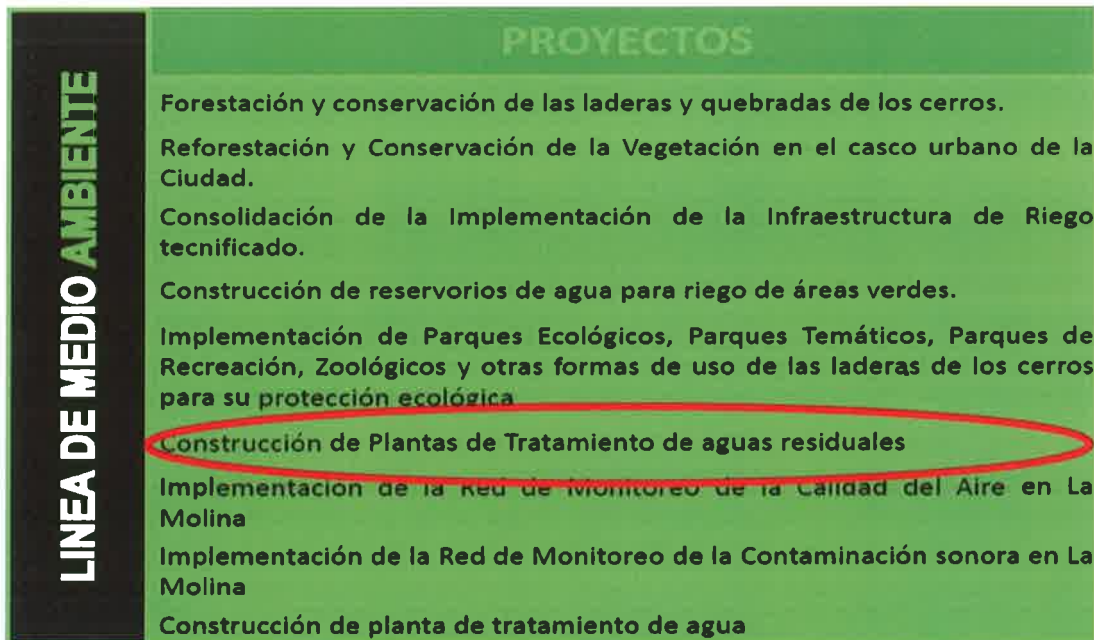 LINEA DE MEDIO AMBIENTE
PROYECTOS
Forestación y conservación de las laderas y quebradas de los cerros.
Reforestación y Conservación de la Vegetación en el casco urbano de la
Ciudad.
Consolidación de la Implementación de la Infraestructura de Riego
tecnificado.
Construcción de reservorios de agua para riego de áreas verdes.
Implementación de Parques Ecológicos, Parques Temáticos, Parques de
Recreación, Zoológicos y otras formas de uso de las laderas de los cerros
para su protección ecológica
Construcción de Plantas de Tratamiento de aguas residuales
Implementación de la Red de Monitoreo de la Calidad del Aire en La
Molina
Implementación de la Red de Monitoreo de la Contaminación sonora en La
Molina
Construcción de planta de tratamiento de agua